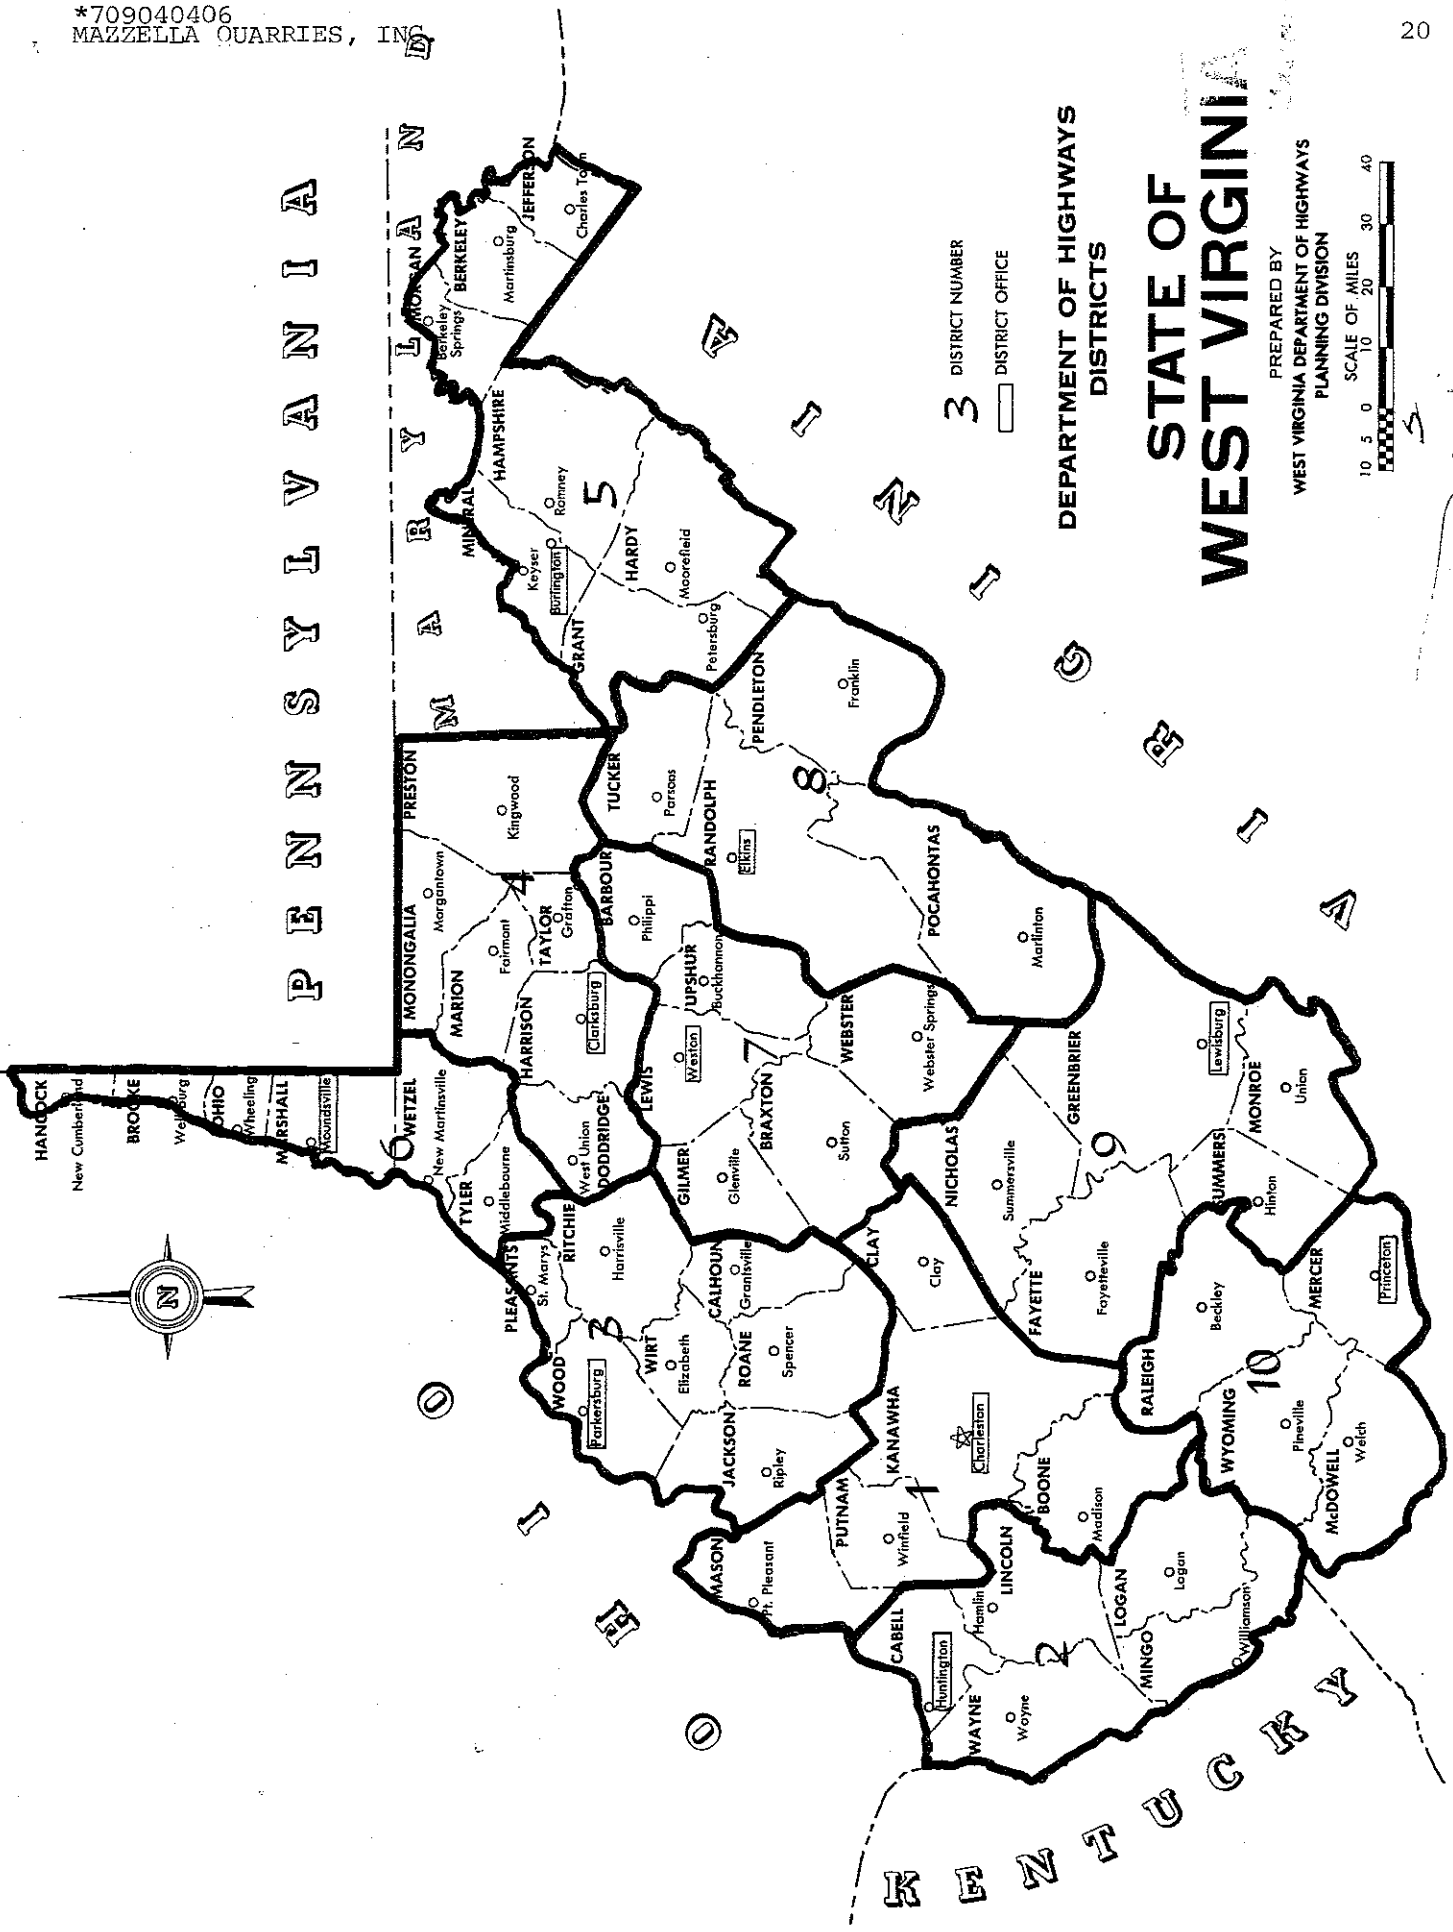 *709040406
MAZZELLA QUARRIES, INC
20
PENNSYLVANIA
MARYLAND
VIRGINIA
OHIO
KENTUCKY
N
HANCOCK
New Cumberland
BROOKE
OHIO
Wheeling
MARSHALL
Moundsville
6
WETZEL
New Martinsville
TYLER
Middlebourne
MONONGALIA
Morgantown
PRESTON
Kingwood
MARION
Fairmont
4
TAYLOR
Grafton
HARRISON
Clarksburg
DODDRIDGE
West Union
PLEASANTS
St. Marys
RITCHIE
Harrisville
WOOD
Parkersburg
3
WIRT
Elizabeth
CALHOUN
Grantsville
ROANE
Spencer
JACKSON
Ripley
MORGAN
Berkeley
Springs
BERKELEY
Martinsburg
JEFFERSON
Charles Town
HAMPSHIRE
Romney
MINERAL
Keyser
Burlington
5
HARDY
Moorefield
GRANT
Petersburg
TUCKER
Parsons
RANDOLPH
Elkins
PENDLETON
Franklin
8
POCAHONTAS
Marlinton
BARBOUR
Philippi
UPSHUR
Buckhannon
LEWIS
Weston
7
GILMER
Glenville
BRAXTON
Sutton
WEBSTER
Webster Springs
NICHOLAS
Summersville
GREENBRIER
Lewisburg
9
MONROE
Union
SUMMERS
Hinton
FAYETTE
Fayetteville
CLAY
Clay
KANAWHA
Charleston
1
PUTNAM
Winfield
MASON
Pt. Pleasant
BOONE
Madison
CABELL
Huntington
LINCOLN
Hamlin
2
WAYNE
Wayne
LOGAN
Logan
MINGO
Williamson
RALEIGH
Beckley
MERCER
Princeton
10
WYOMING
Pineville
McDOWELL
Welch
3 DISTRICT NUMBER
DISTRICT OFFICE
DEPARTMENT OF HIGHWAYS
DISTRICTS
STATE OF
WEST VIRGINIA
PREPARED BY
WEST VIRGINIA DEPARTMENT OF HIGHWAYS
PLANNING DIVISION
SCALE OF MILES
10 5 0 10 20 30 40